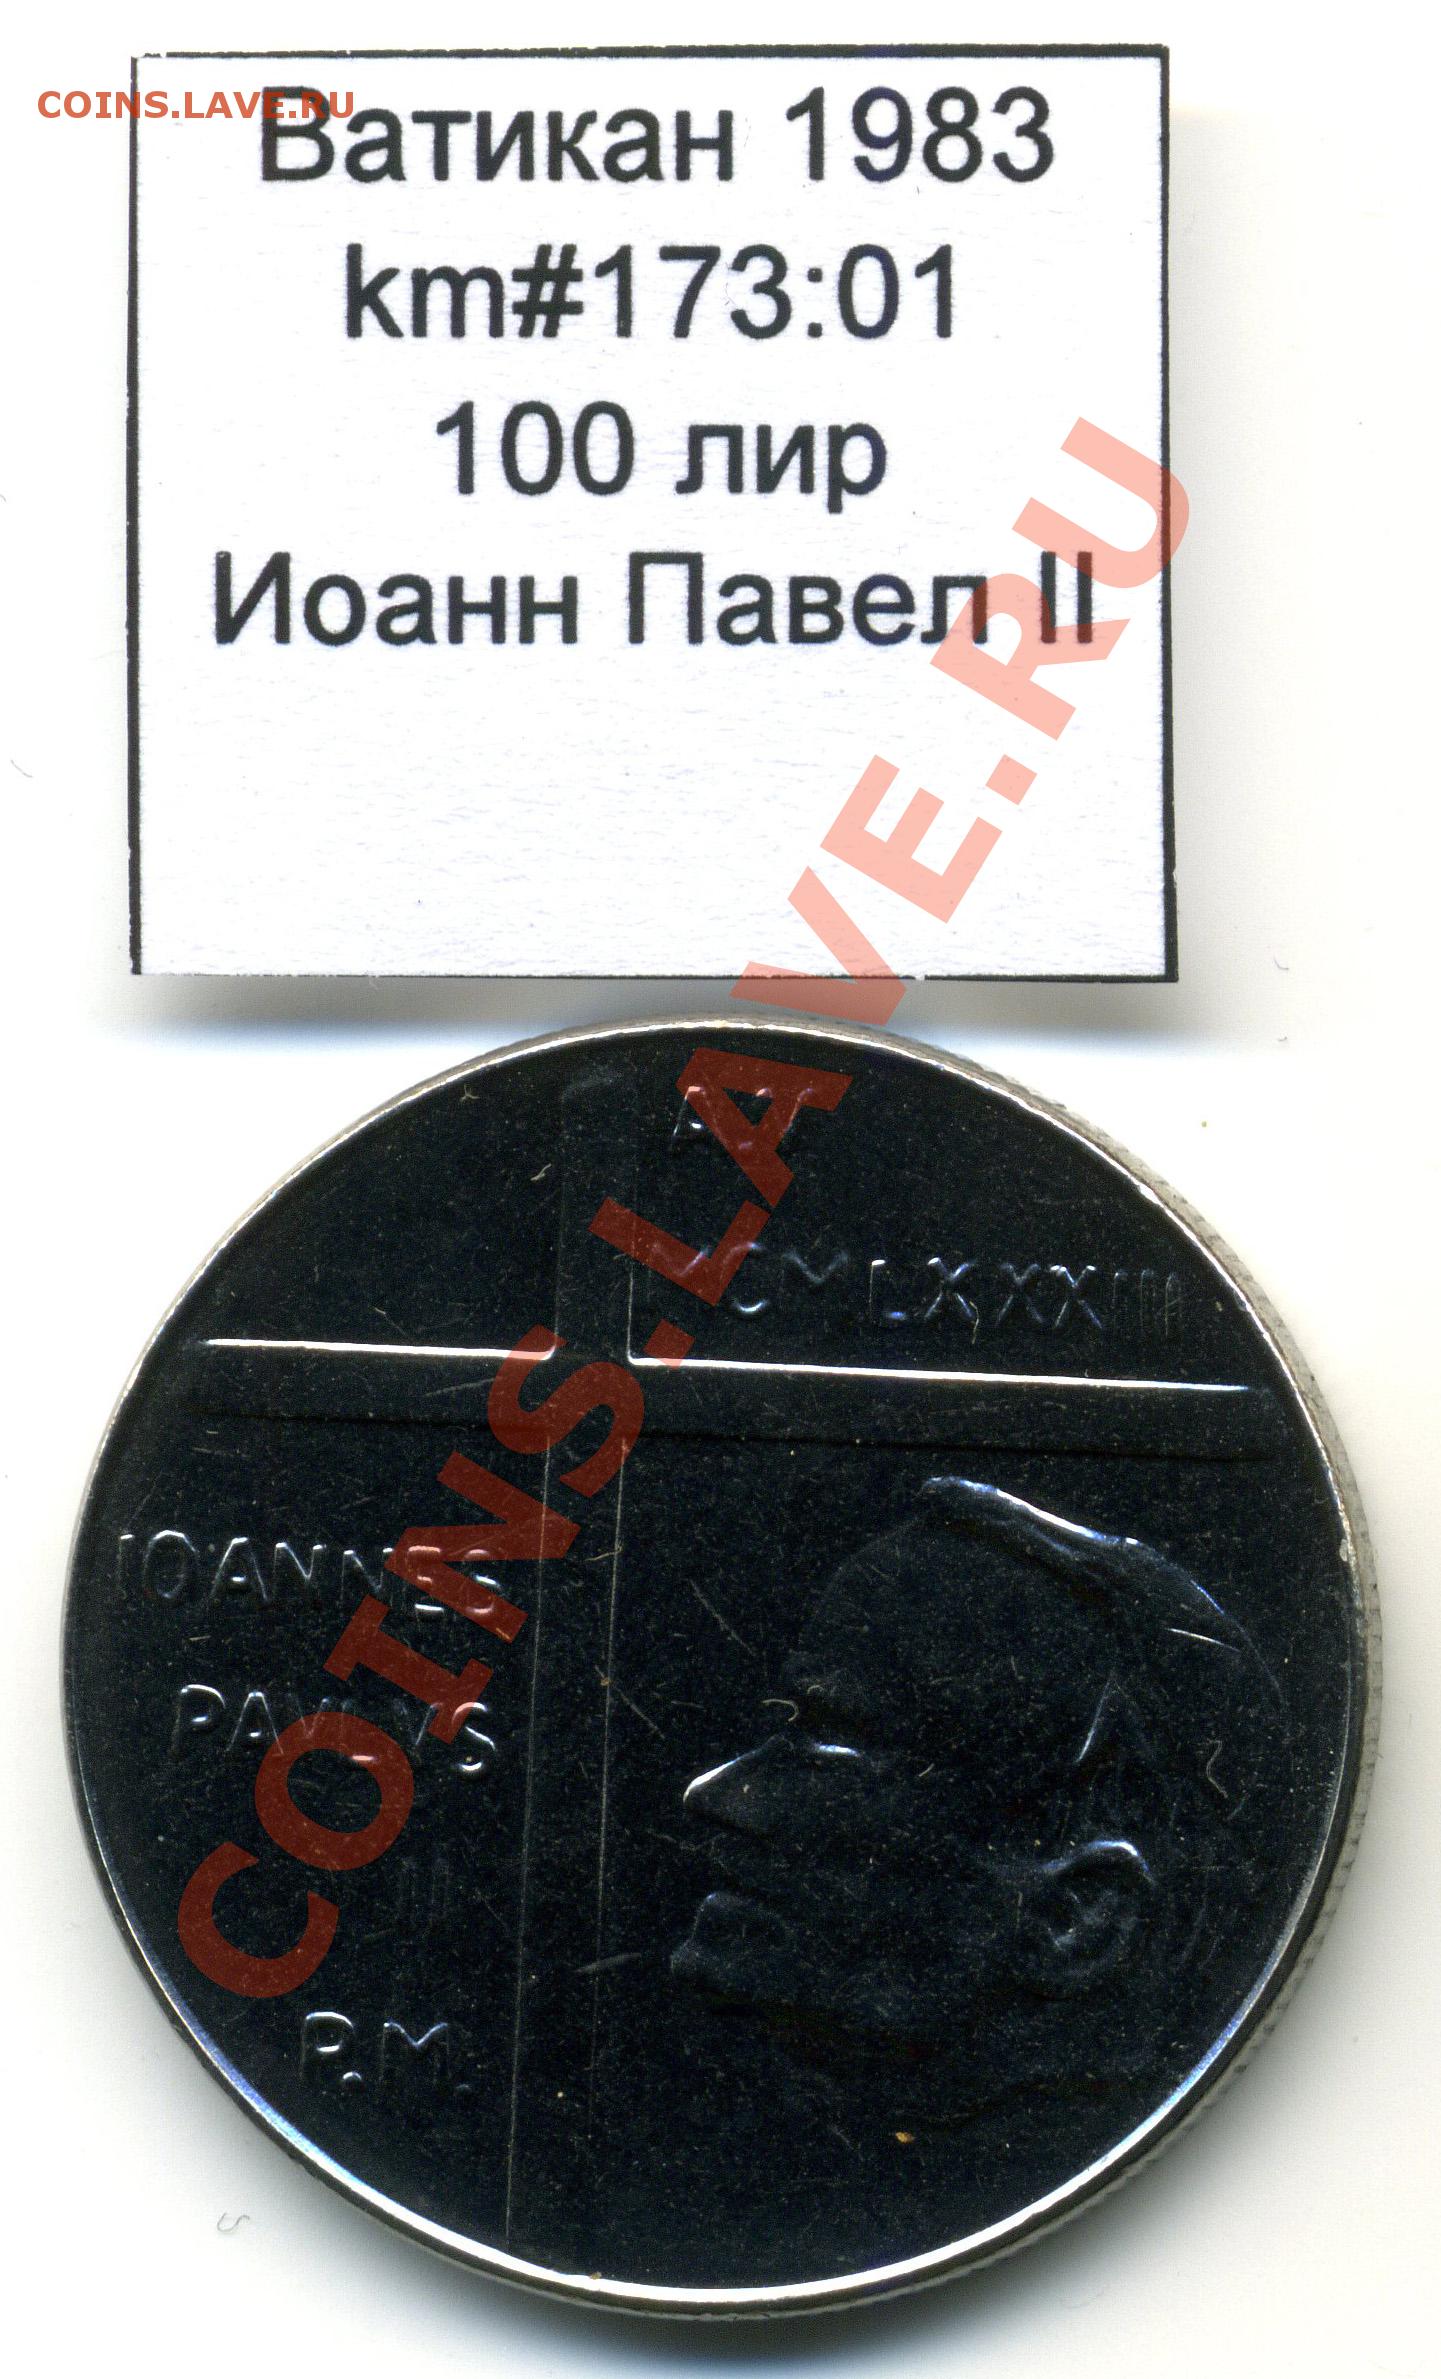 COINS.LAVE.RU
Ватикан 1983
km#173:01
100 лир
Иоанн Павел II
COINS.LAVE.RU
MCMLXXXIII
IOANNES
PAVLVS
II
P.M.